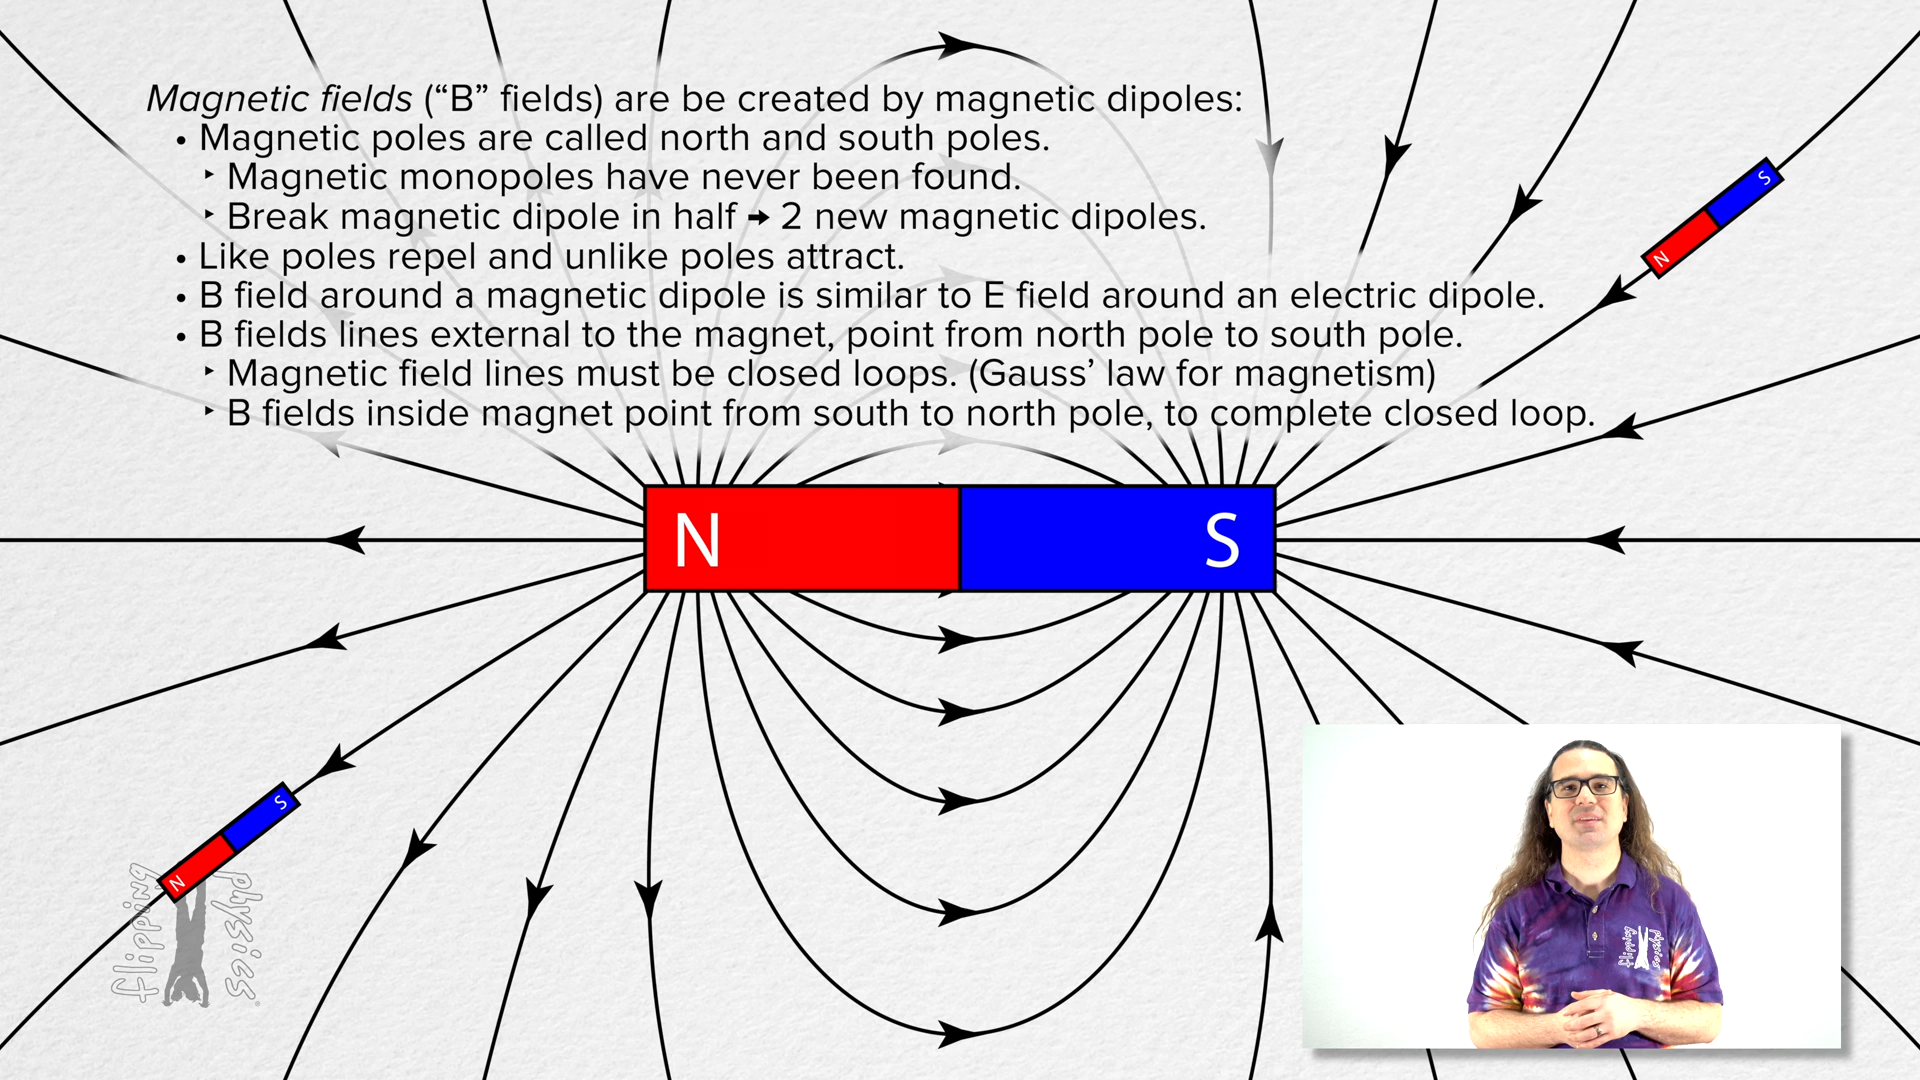 Magnetic fields (“B” fields) are be created by magnetic dipoles:
• Magnetic poles are called north and south poles.
‣ Magnetic monopoles have never been found.
‣ Break magnetic dipole in half → 2 new magnetic dipoles.
• Like poles repel and unlike poles attract.
• B field around a magnetic dipole is similar to E field around an electric dipole.
• B fields lines external to the magnet, point from north pole to south pole.
‣ Magnetic field lines must be closed loops. (Gauss’ law for magnetism)
‣ B fields inside magnet point from south to north pole, to complete closed loop.
S
N
N
S
S
N
flipping
physics
flipping
physics